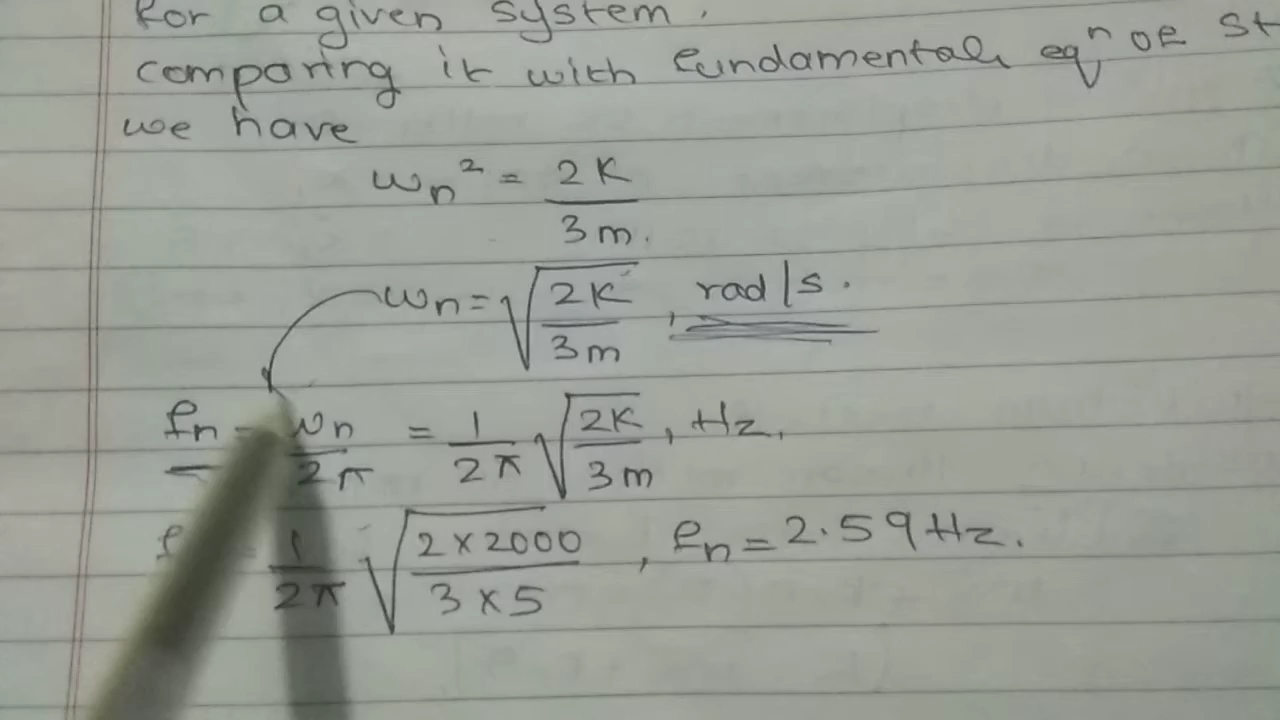 for a given system.
comparing it with fundamental eqⁿ of St
we have
ωn² = 2K / 3m.
ωn = √(2K / 3m), rad/s.
fn = ωn / 2π = 1 / 2π √(2K / 3m), Hz.
= 1 / 2π √(2 × 2000 / 3 × 5), fn = 2.59 Hz.